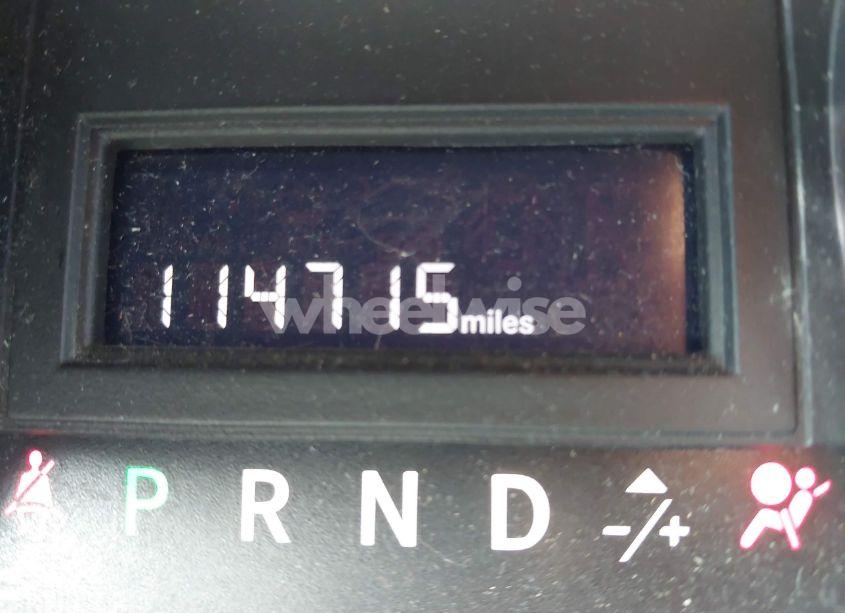 114715 miles
wheelwise
P R N D -/+